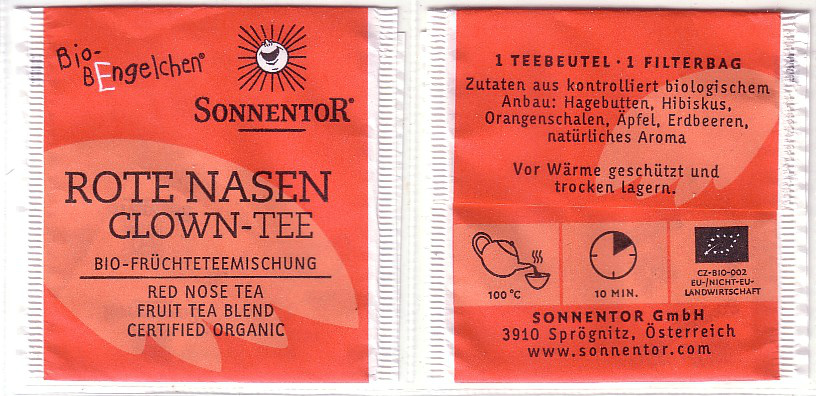 Bio-
BEngelchen®
SONNENTOR®
ROTE NASEN
CLOWN-TEE
BIO-FRÜCHTETEEMISCHUNG
RED NOSE TEA
FRUIT TEA BLEND
CERTIFIED ORGANIC
1 TEEBEUTEL · 1 FILTERBAG
Zutaten aus kontrolliert biologischem
Anbau: Hagebutten, Hibiskus,
Orangenschalen, Äpfel, Erdbeeren,
natürliches Aroma
Vor Wärme geschützt und
trocken lagern.
100 °C
10 MIN.
CZ-BIO-002
EU-/NICHT-EU-
LANDWIRTSCHAFT
SONNENTOR GmbH
3910 Sprögnitz, Österreich
www.sonnentor.com